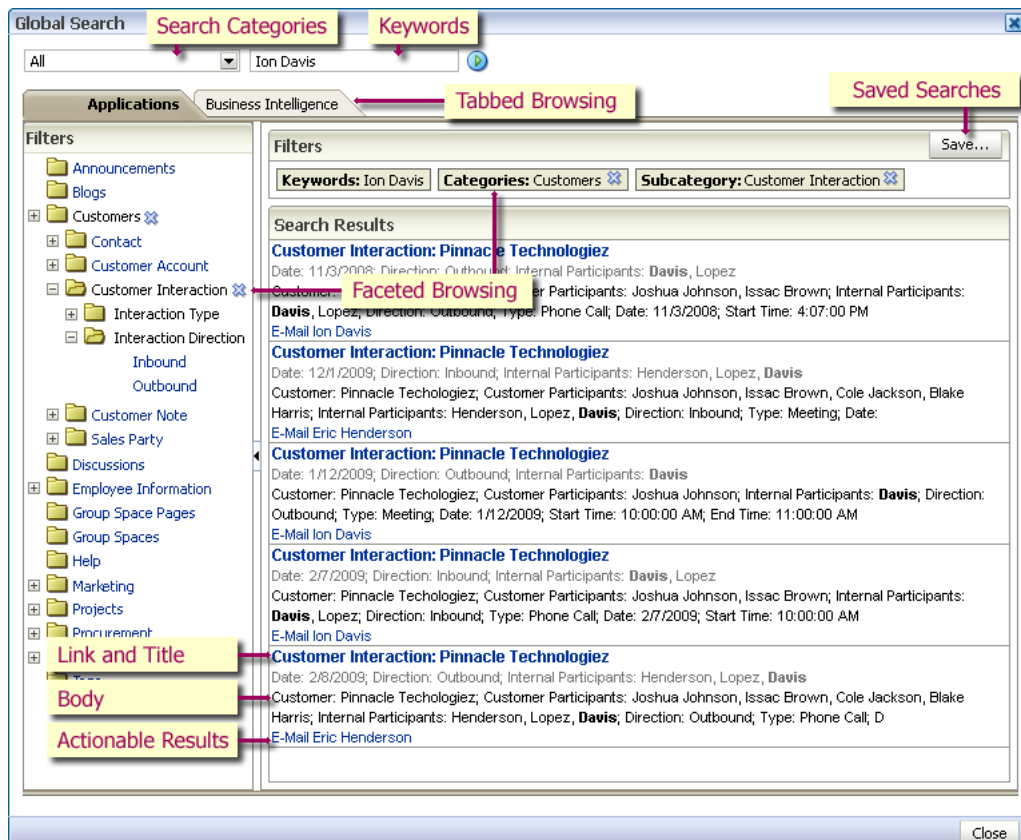 Global Search
Search Categories
Keywords
All
Ion Davis
Applications
Business Intelligence
Tabbed Browsing
Saved Searches
Filters
Announcements
Blogs
Customers
Contact
Customer Account
Customer Interaction
Interaction Type
Interaction Direction
Inbound
Outbound
Customer Note
Sales Party
Discussions
Employee Information
Group Space Pages
Group Spaces
Help
Marketing
Projects
Procurement
Link and Title
Body
Actionable Results
Filters
Save...
Keywords: Ion Davis
Categories: Customers
Subcategory: Customer Interaction
Search Results
Customer Interaction: Pinnacle Technologiez
Date: 11/3/2008; Direction: Outbound; Internal Participants: Davis, Lopez
Faceted Browsing
Participants: Joshua Johnson, Issac Brown; Internal Participants:
Davis, Lopez; Direction: Outbound; Type: Phone Call; Date: 11/3/2008; Start Time: 4:07:00 PM
E-Mail Ion Davis
Customer Interaction: Pinnacle Technologiez
Date: 12/1/2009; Direction: Inbound; Internal Participants: Henderson, Lopez, Davis
Customer: Pinnacle Techologiez; Customer Participants: Joshua Johnson, Issac Brown, Cole Jackson, Blake
Harris; Internal Participants: Henderson, Lopez, Davis; Direction: Inbound; Type: Meeting; Date:
E-Mail Eric Henderson
Customer Interaction: Pinnacle Technologiez
Date: 1/12/2009; Direction: Outbound; Internal Participants: Davis
Customer: Pinnacle Techologiez; Customer Participants: Joshua Johnson; Internal Participants: Davis; Direction:
Outbound; Type: Meeting; Date: 1/12/2009; Start Time: 10:00:00 AM; End Time: 11:00:00 AM
E-Mail Ion Davis
Customer Interaction: Pinnacle Technologiez
Date: 2/7/2009; Direction: Inbound; Internal Participants: Davis, Lopez
Customer: Pinnacle Techologiez; Customer Participants: Joshua Johnson, Issac Brown; Internal Participants:
Davis, Lopez; Direction: Inbound; Type: Phone Call; Date: 2/7/2009; Start Time: 10:00:00 AM
E-Mail Ion Davis
Customer Interaction: Pinnacle Technologiez
Date: 2/8/2009; Direction: Outbound; Internal Participants: Henderson, Lopez, Davis
Customer: Pinnacle Techologiez; Customer Participants: Joshua Johnson, Issac Brown, Cole Jackson, Blake
Harris; Internal Participants: Henderson, Lopez, Davis; Direction: Outbound; Type: Phone Call; D
E-Mail Eric Henderson
Close